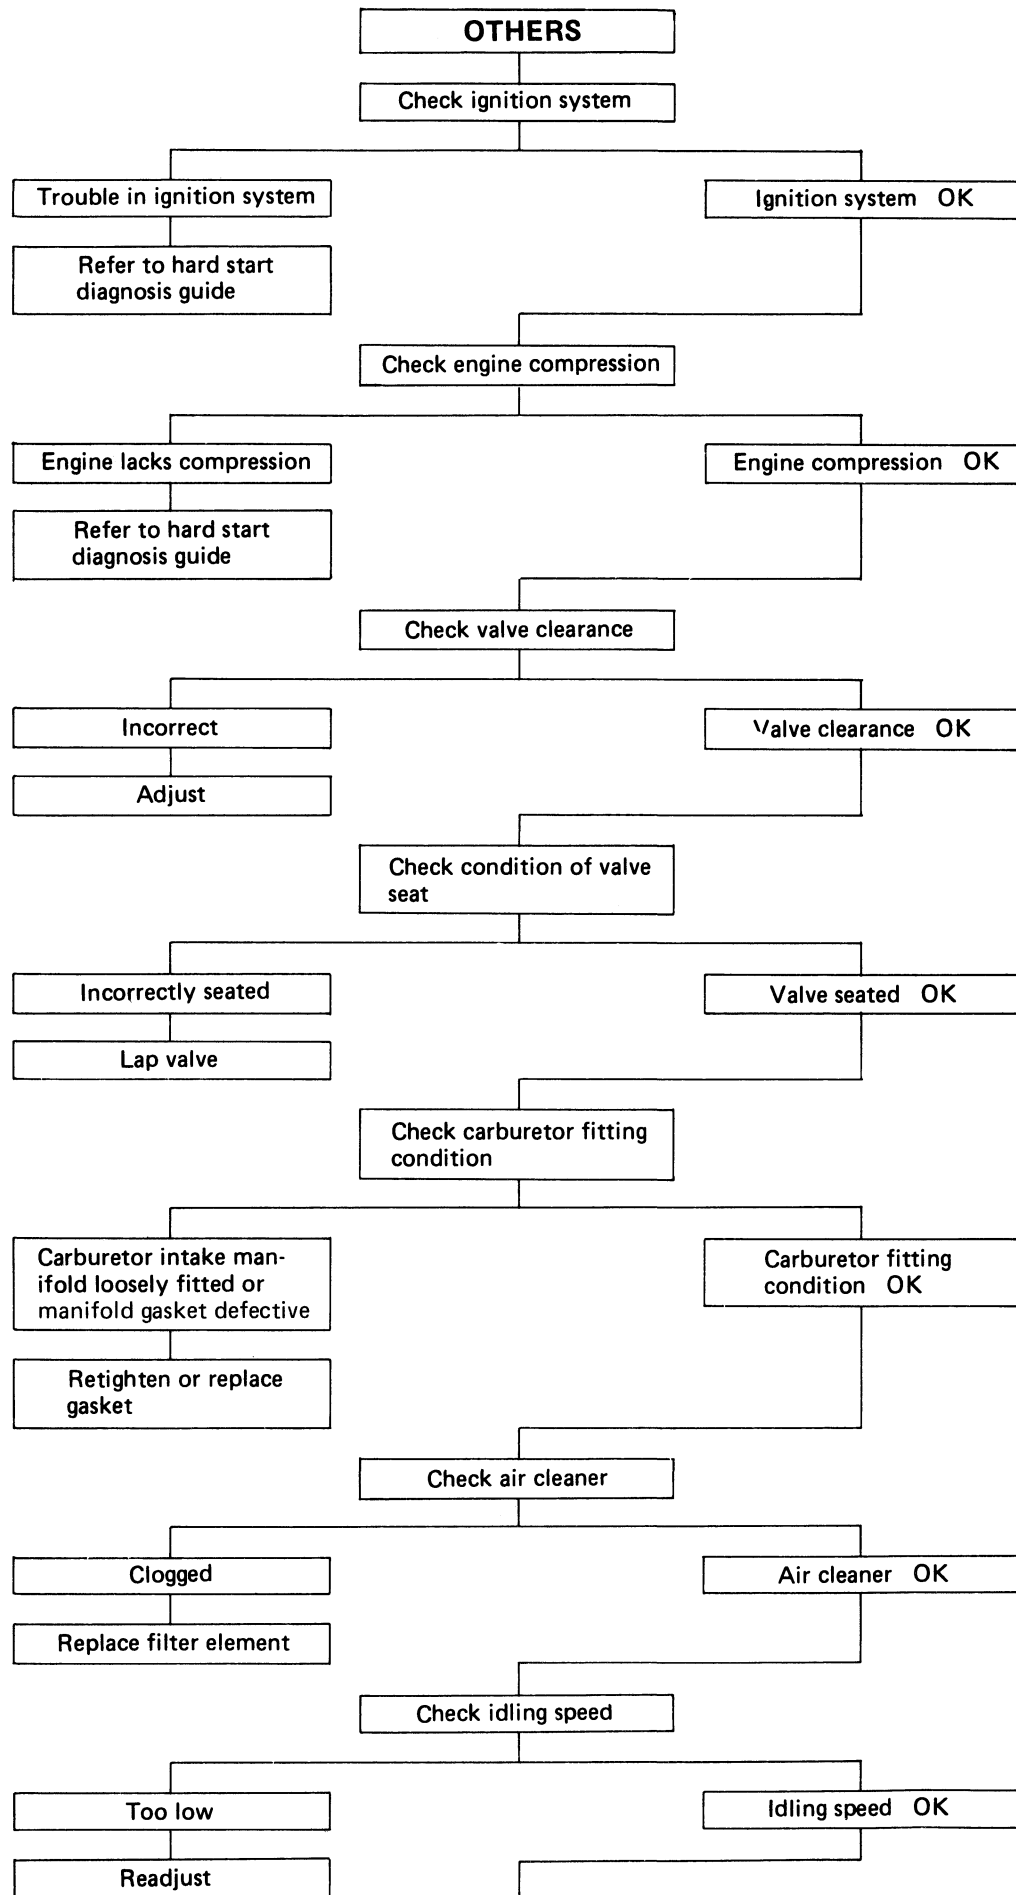 OTHERS
Check ignition system
Trouble in ignition system
Ignition system OK
Refer to hard start
diagnosis guide
Check engine compression
Engine lacks compression
Engine compression OK
Refer to hard start
diagnosis guide
Check valve clearance
Incorrect
Valve clearance OK
Adjust
Check condition of valve
seat
Incorrectly seated
Valve seated OK
Lap valve
Check carburetor fitting
condition
Carburetor intake man-
ifold loosely fitted or
manifold gasket defective
Carburetor fitting
condition OK
Retighten or replace
gasket
Check air cleaner
Clogged
Air cleaner OK
Replace filter element
Check idling speed
Too low
Idling speed OK
Readjust